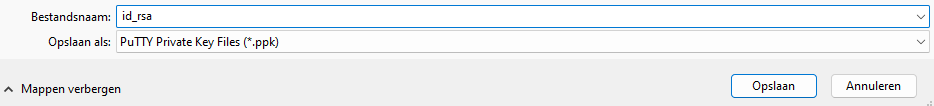 Bestandsnaam: id_rsa
Opslaan als: PuTTY Private Key Files (*.ppk)
Mappen verbergen Opslaan Annuleren